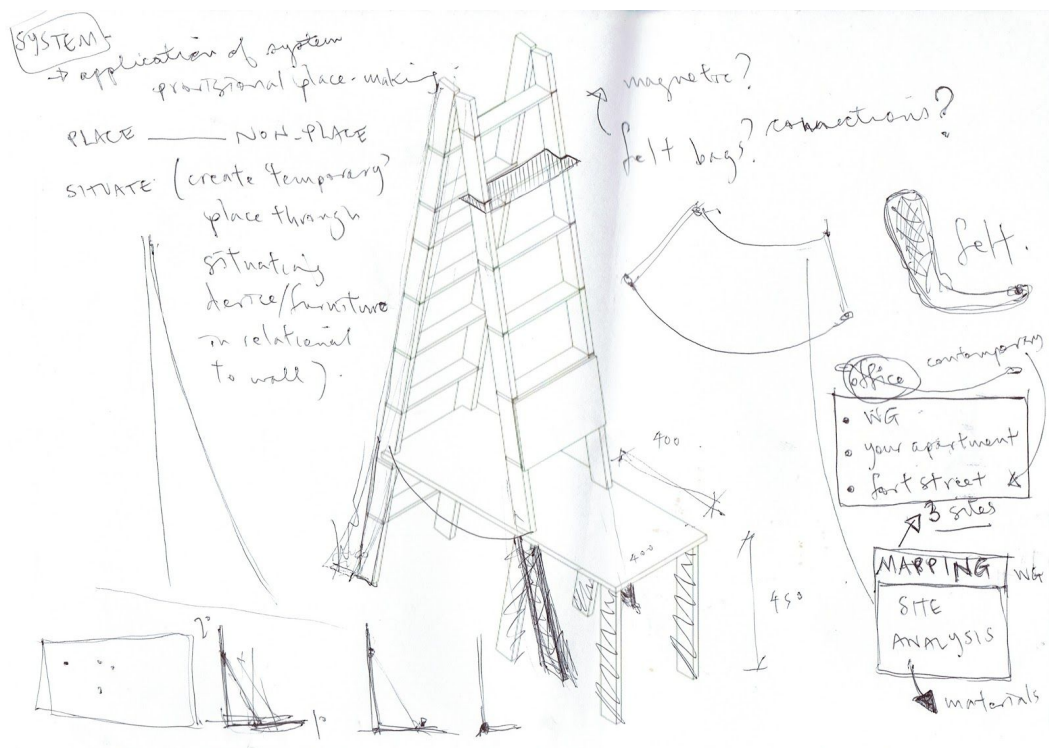 SYSTEM
→ application of system
provisional place-making.
PLACE — NON-PLACE
SITUATE (create temporary
place through
situating
device/furniture
in relational
to wall).
magnetic?
felt bags? connections?
felt.
contemporary
office
• WG
• your apartment
• fort street
3 sites
MAPPING WG
SITE
ANALYSIS
materials
400
400
450